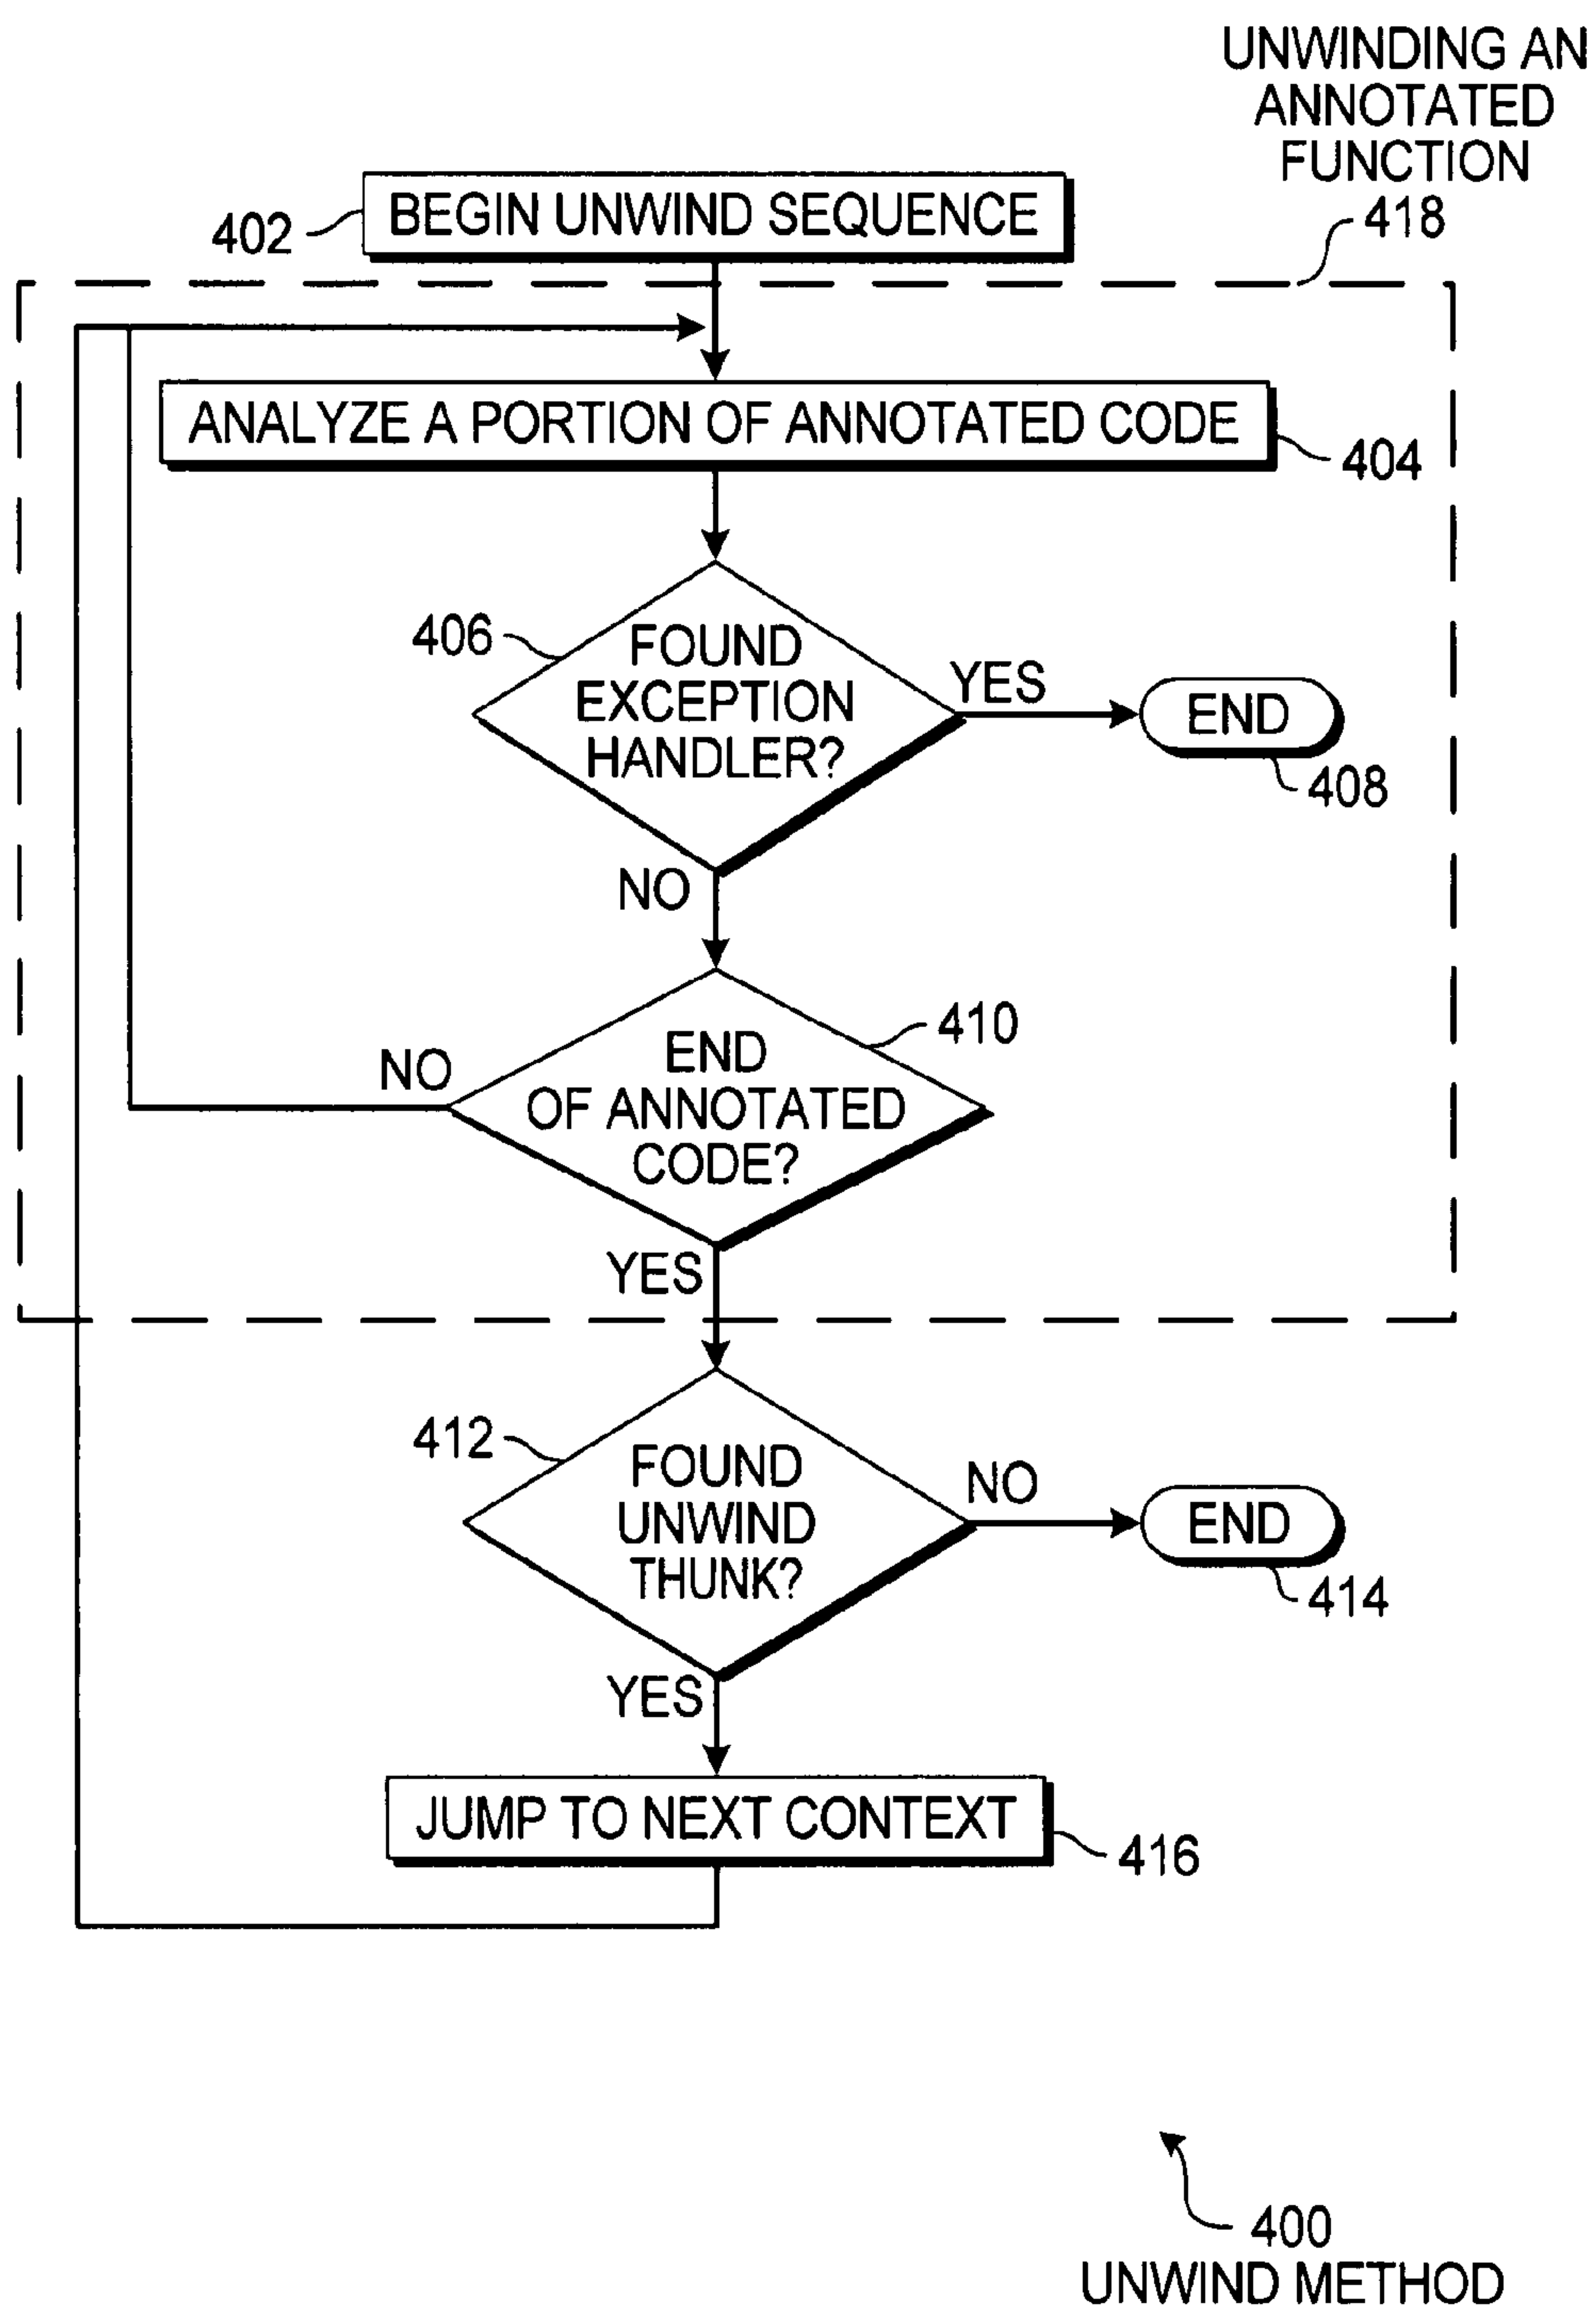 UNWINDING AN
ANNOTATED
FUNCTION
418
BEGIN UNWIND SEQUENCE
402
ANALYZE A PORTION OF ANNOTATED CODE
404
406
FOUND
EXCEPTION
HANDLER?
YES
END
408
NO
410
END
OF ANNOTATED
CODE?
NO
YES
412
FOUND
UNWIND
THUNK?
NO
END
414
YES
JUMP TO NEXT CONTEXT
416
400
UNWIND METHOD